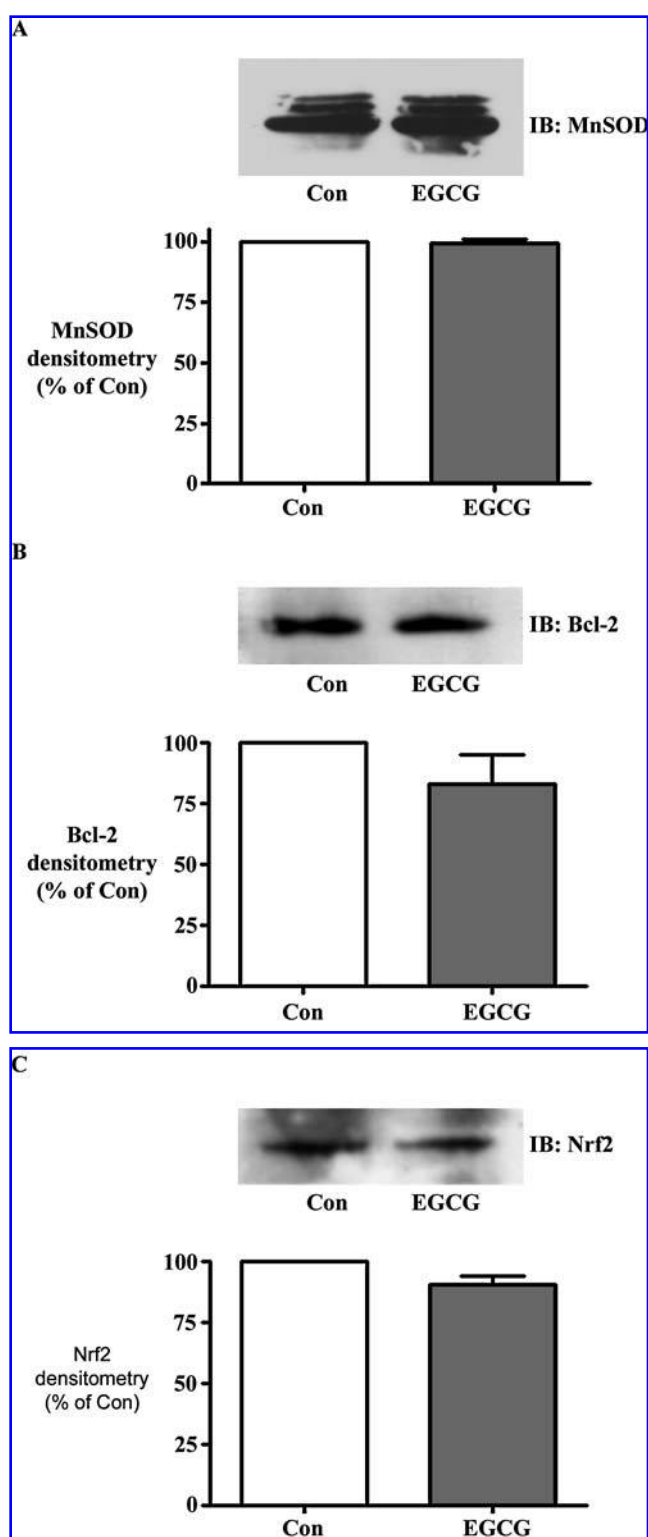 A
IB: MnSOD
Con EGCG
100
75
MnSOD
densitometry
(% of Con)
50
25
0
Con EGCG
B
IB: Bcl-2
Con EGCG
100
75
Bcl-2
densitometry
(% of Con)
50
25
0
Con EGCG
C
IB: Nrf2
Con EGCG
100
75
Nrf2
densitometry
(% of Con)
50
25
0
Con EGCG